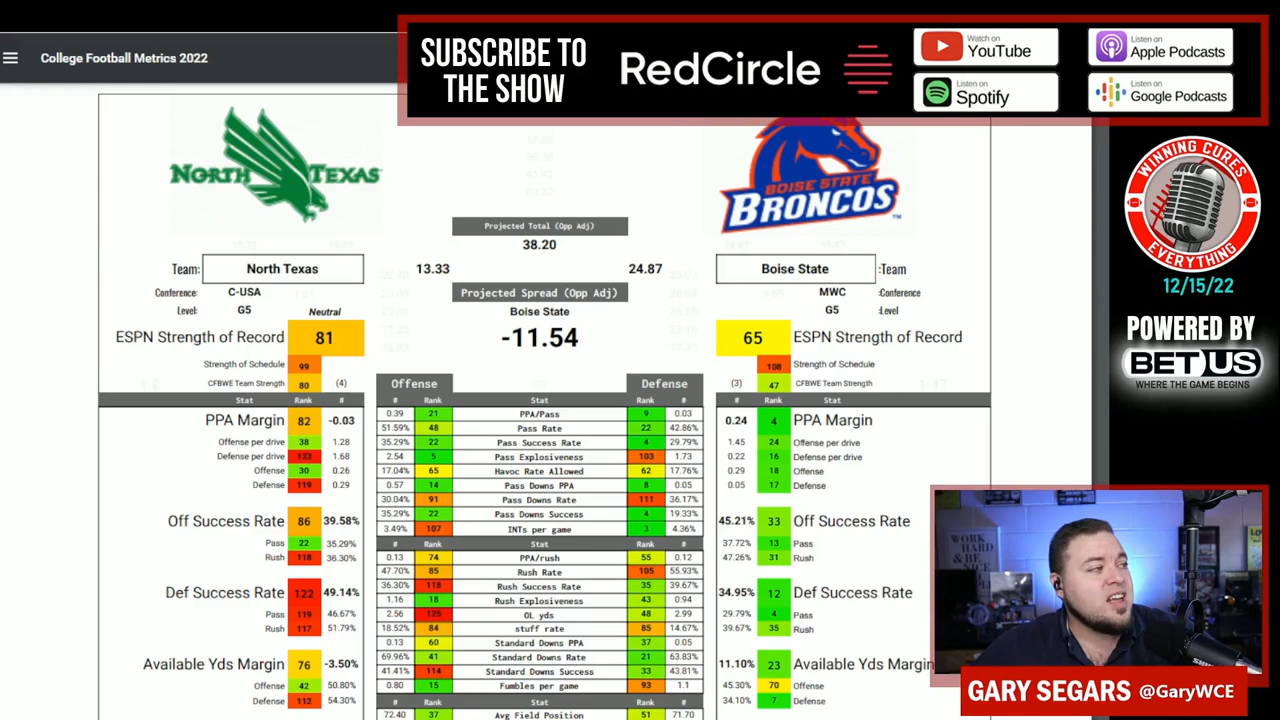 College Football Metrics 2022
SUBSCRIBE TO
THE SHOW
RedCircle
Watch on
YouTube
Listen on
Apple Podcasts
Listen on
Spotify
Listen on
Google Podcasts
NORTH TEXAS
BOISE STATE
BRONCOS
WINNING CURES
EVERYTHING
12/15/22
POWERED BY
BETUS
WHERE THE GAME BEGINS
Projected Total (Opp Adj)
38.20
Team: North Texas 13.33 24.87 Boise State :Team
Conference: C-USA Projected Spread (Opp Adj) MWC :Conference
Level: G5 Neutral Boise State G5 :Level
ESPN Strength of Record 81 -11.54 65 ESPN Strength of Record
Strength of Schedule 99 108 Strength of Schedule
CFBWE Team Strength 80 (4) Offense Defense (3) 47 CFBWE Team Strength
Stat Rank # # Rank Stat Rank # # Rank Stat
PPA Margin 82 -0.03 0.24 4 PPA Margin
Offense per drive 38 1.28 1.45 24 Offense per drive
Defense per drive 123 1.68 0.22 16 Defense per drive
Offense 30 0.26 0.29 18 Offense
Defense 119 0.29 0.05 17 Defense
Off Success Rate 86 39.58% 45.21% 33 Off Success Rate
Pass 22 35.29% 37.72% 13 Pass
Rush 118 36.30% 47.26% 31 Rush
Def Success Rate 122 49.14% 34.95% 12 Def Success Rate
Pass 119 46.67% 29.79% 4 Pass
Rush 117 51.79% 39.67% 35 Rush
Available Yds Margin 76 -3.50% 11.10% 23 Available Yds Margin
Offense 42 50.80% 45.30% 70 Offense
Defense 112 54.30% 34.10% 7 Defense
0.39 21 PPA/Pass 9 0.03
51.59% 48 Pass Rate 22 42.86%
35.29% 22 Pass Success Rate 4 29.79%
2.54 5 Pass Explosiveness 103 1.73
17.04% 65 Havoc Rate Allowed 62 17.76%
0.57 14 Pass Downs PPA 8 0.05
30.04% 91 Pass Downs Rate 111 36.17%
35.29% 22 Pass Downs Success 4 19.33%
3.49% 107 INTs per game 3 4.36%
# Rank Stat Rank #
0.13 74 PPA/rush 55 0.12
47.70% 85 Rush Rate 105 55.93%
36.30% 118 Rush Success Rate 35 39.67%
1.16 18 Rush Explosiveness 43 0.94
2.56 125 OL yds 48 2.99
18.52% 84 stuff rate 85 14.67%
0.13 60 Standard Downs PPA 37 0.05
69.96% 41 Standard Downs Rate 21 63.83%
41.41% 114 Standard Downs Success 33 43.81%
0.80 15 Fumbles per game 93 1.1
# Rank Stat Rank #
72.40 37 Avg Field Position 51 71.70
WORK
HARD &
GARY SEGARS @GaryWCE